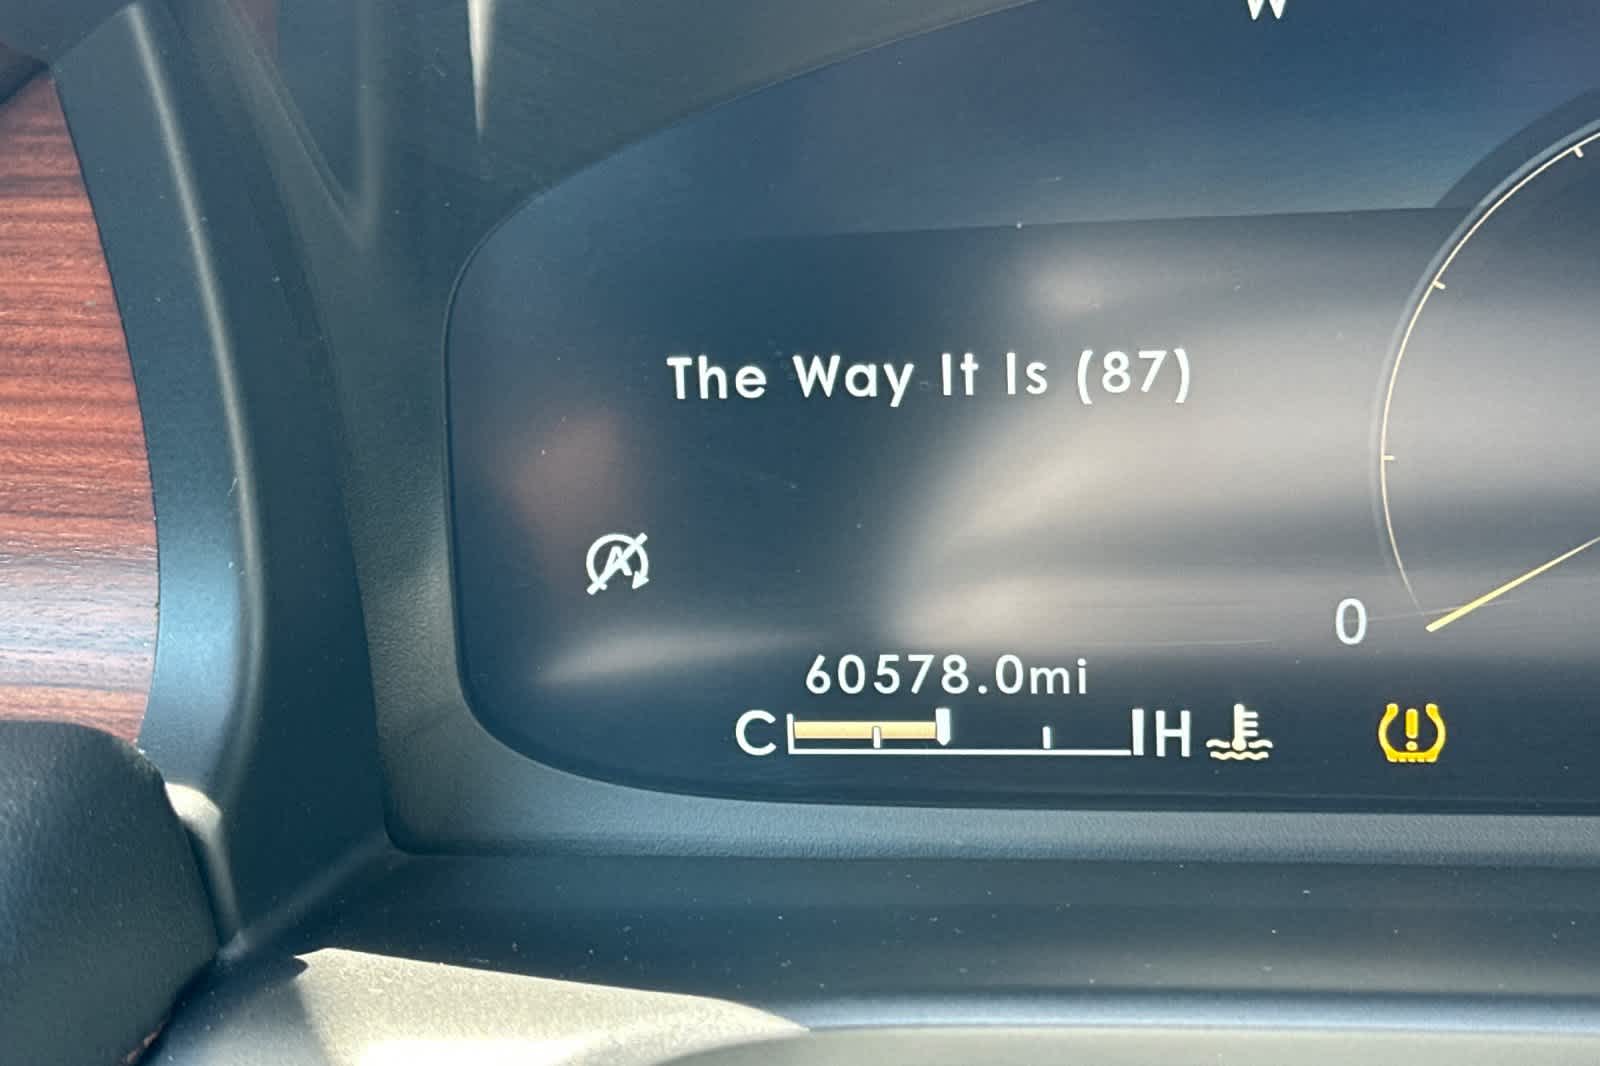 W
The Way It Is (87)
A
0
60578.0mi
C H
!